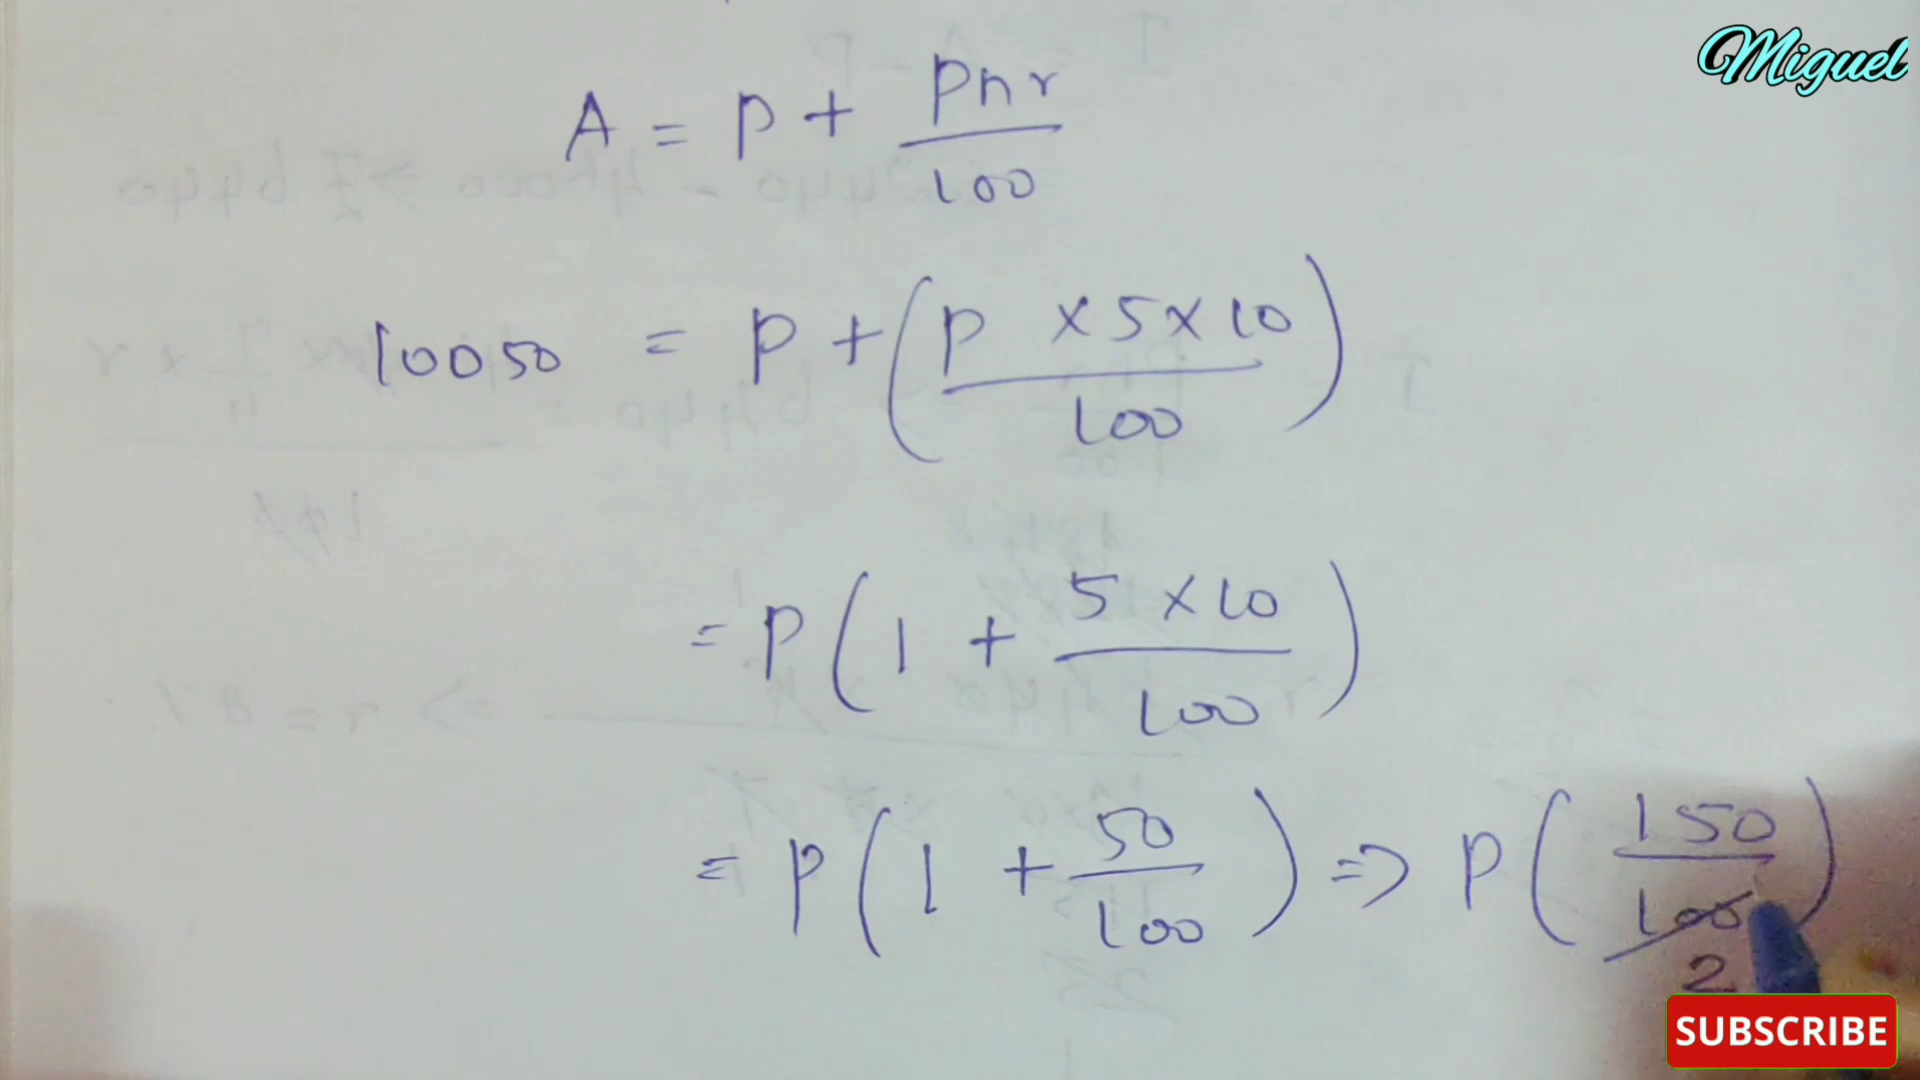 Miguel
A = P + Pnr/100
10050 = P + (P × 5 × 10/100)
= P (1 + 5 × 10/100)
= P (1 + 50/100) => P (150/100)
2
SUBSCRIBE